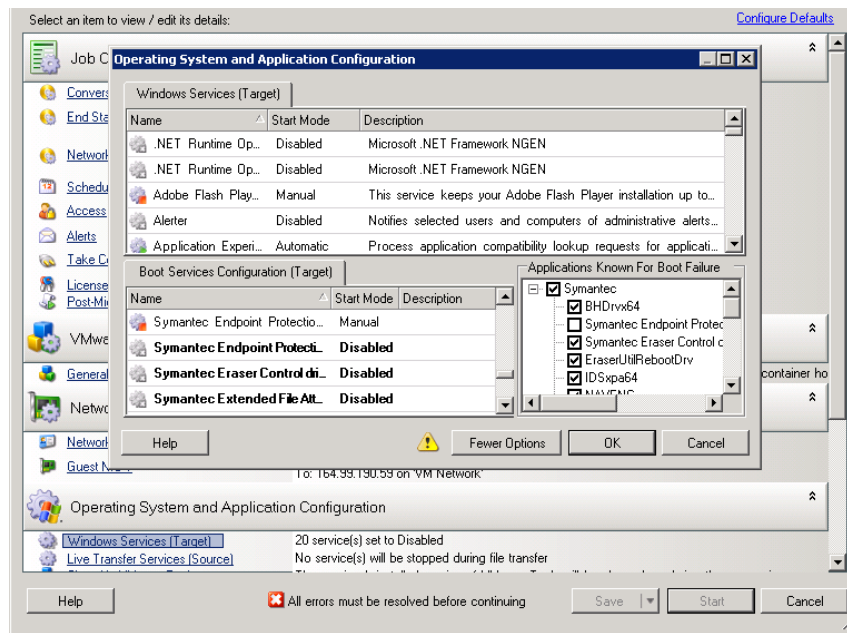 Select an item to view / edit its details:
Configure Defaults
Job C
Operating System and Application Configuration
Windows Services (Target)
Name Start Mode Description
.NET Runtime Op... Disabled Microsoft .NET Framework NGEN
.NET Runtime Op... Disabled Microsoft .NET Framework NGEN
Adobe Flash Play... Manual This service keeps your Adobe Flash Player installation up to...
Alerter Disabled Notifies selected users and computers of administrative alerts...
Application Experi... Automatic Process application compatibility lookup requests for applicati...
Convers
End Sta
Network
Schedu
Access
Alerts
Take Co
License
Post-Mi
Boot Services Configuration (Target)
Name Start Mode Description
Symantec Endpoint Protectio... Manual
Symantec Endpoint Protecti... Disabled
Symantec Eraser Control dri... Disabled
Symantec Extended File Att... Disabled
Applications Known For Boot Failure
Symantec
BHDrvx64
Symantec Endpoint Protec
Symantec Eraser Control d
EraserUtilRebootDrv
IDSxpa64
NAVENG
VMwa
General
container ho
Netwo
Help Fewer Options OK Cancel
Network
Guest N
To: 164.99.190.59 on 'VM Network'
Operating System and Application Configuration
Windows Services (Target) 20 service(s) set to Disabled
Live Transfer Services (Source) No service(s) will be stopped during file transfer
Help All errors must be resolved before continuing Save Start Cancel